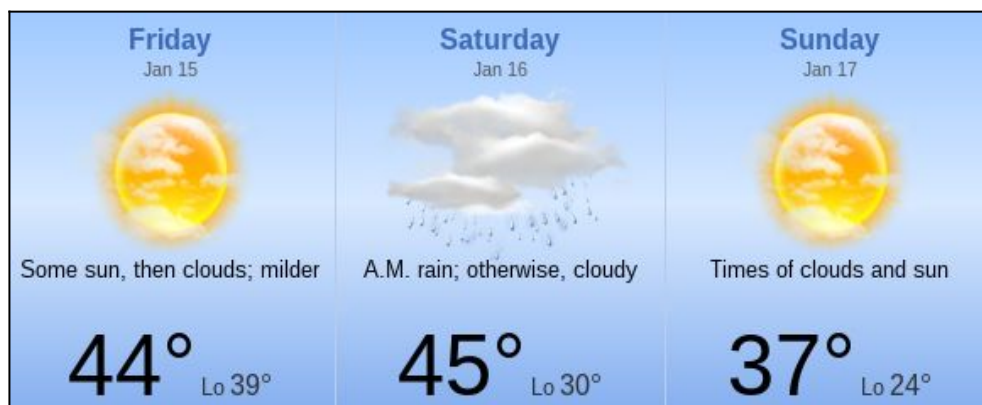 Friday
Jan 15
Some sun, then clouds; milder
44° Lo 39°
Saturday
Jan 16
A.M. rain; otherwise, cloudy
45° Lo 30°
Sunday
Jan 17
Times of clouds and sun
37° Lo 24°